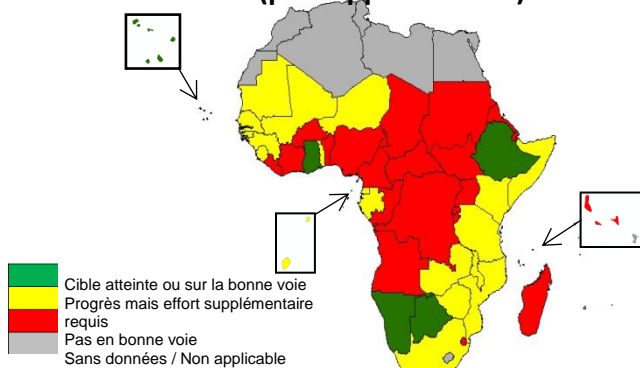 Cible atteinte ou sur la bonne voie
Progrès mais effort supplémentaire
requis
Pas en bonne voie
Sans données / Non applicable